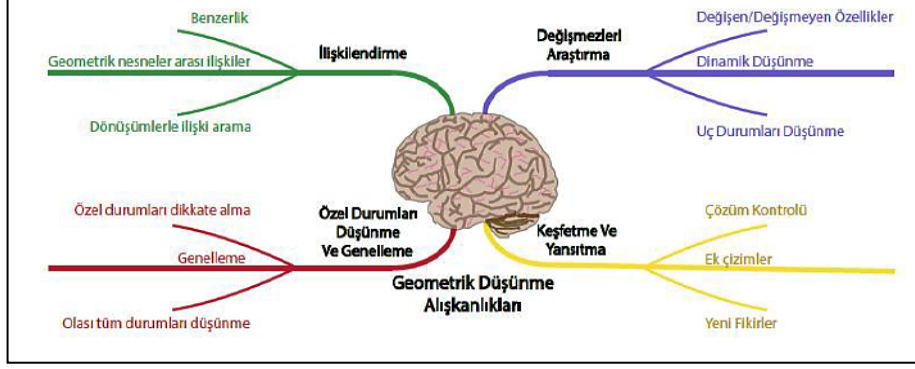 Benzerlik
Geometrik nesneler arası ilişkiler
Dönüşümlerle ilişki arama
İlişkilendirme
Değişmezleri
Araştırma
Değişen/Değişmeyen Özellikler
Dinamik Düşünme
Uç Durumları Düşünme
Özel durumları dikkate alma
Genelleme
Olası tüm durumları düşünme
Özel Durumları
Düşünme
Ve Genelleme
Keşfetme Ve
Yansıtma
Çözüm Kontrolü
Ek çizimler
Yeni Fikirler
Geometrik Düşünme
Alışkanlıkları